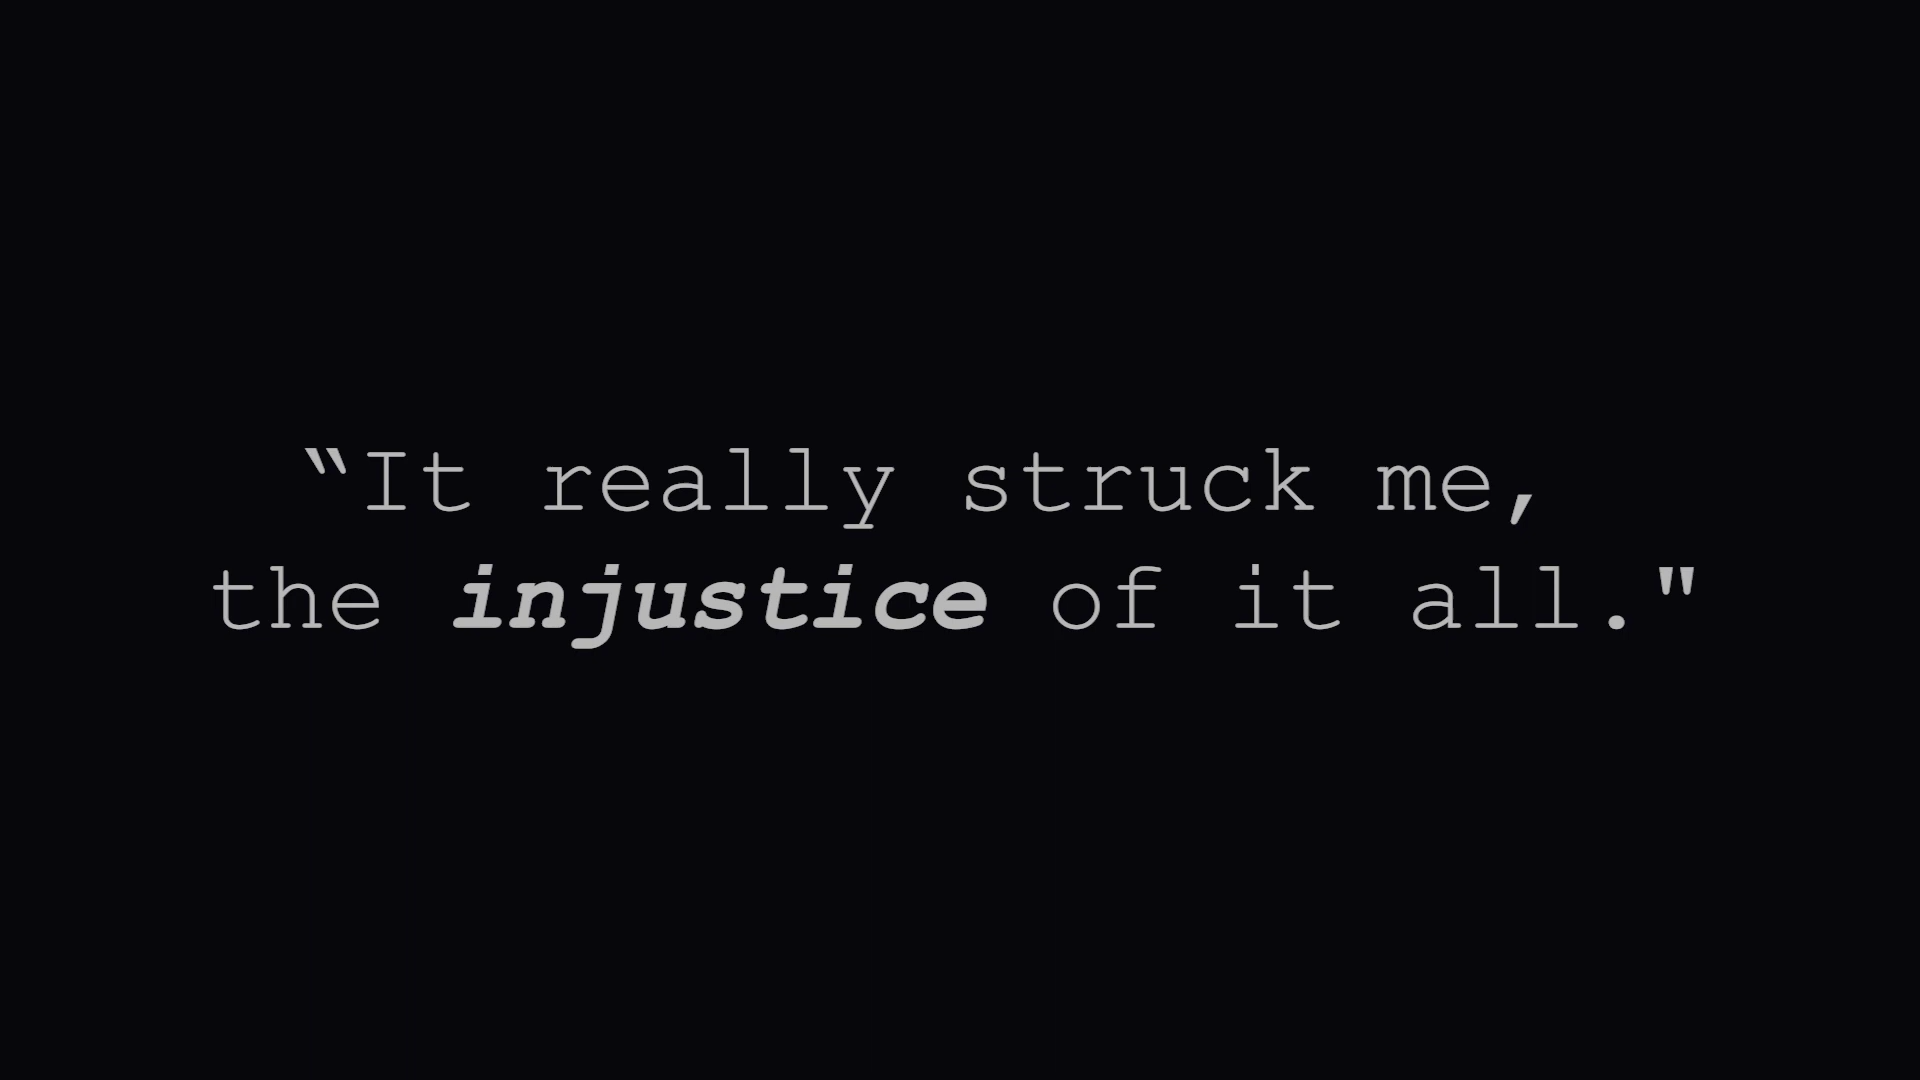 “It really struck me,
the injustice of it all."